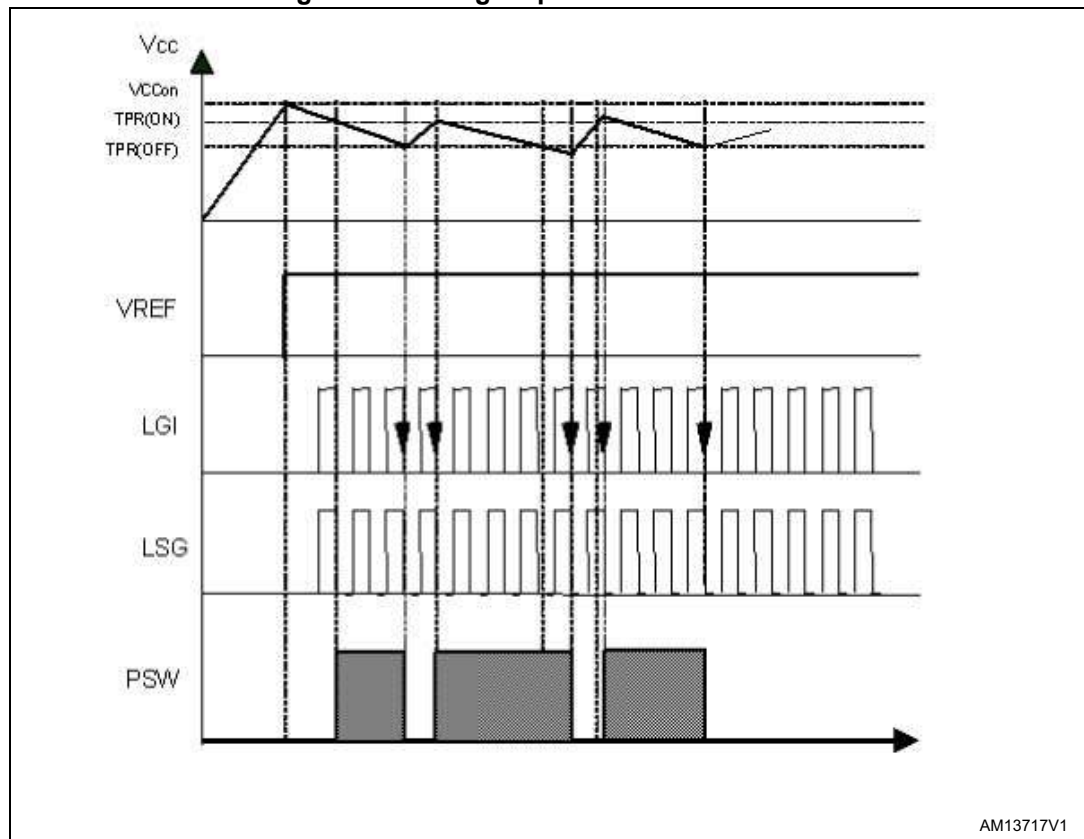 Vcc
VCCon
TPR(ON)
TPR(OFF)
VREF
LGI
LSG
PSW
AM13717V1